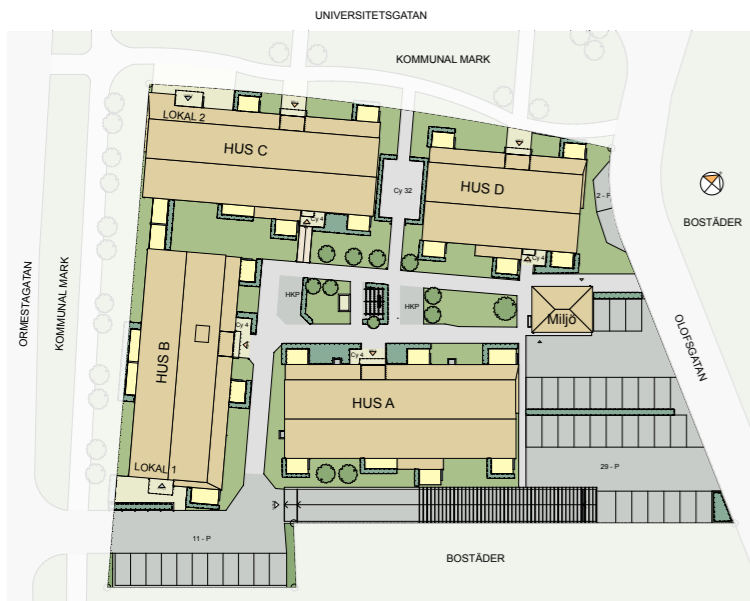 UNIVERSITETSGATAN
KOMMUNAL MARK
LOKAL 2
HUS C
HUS D
Cy 32
2 - P
BOSTÄDER
Cy 4
Cy 4
ORMESTAGATAN
KOMMUNAL MARK
HKP
HKP
Miljö
OLOFSGATAN
Cy 4
HUS B
Cy 4
HUS A
LOKAL 1
29 - P
11 - P
BOSTÄDER